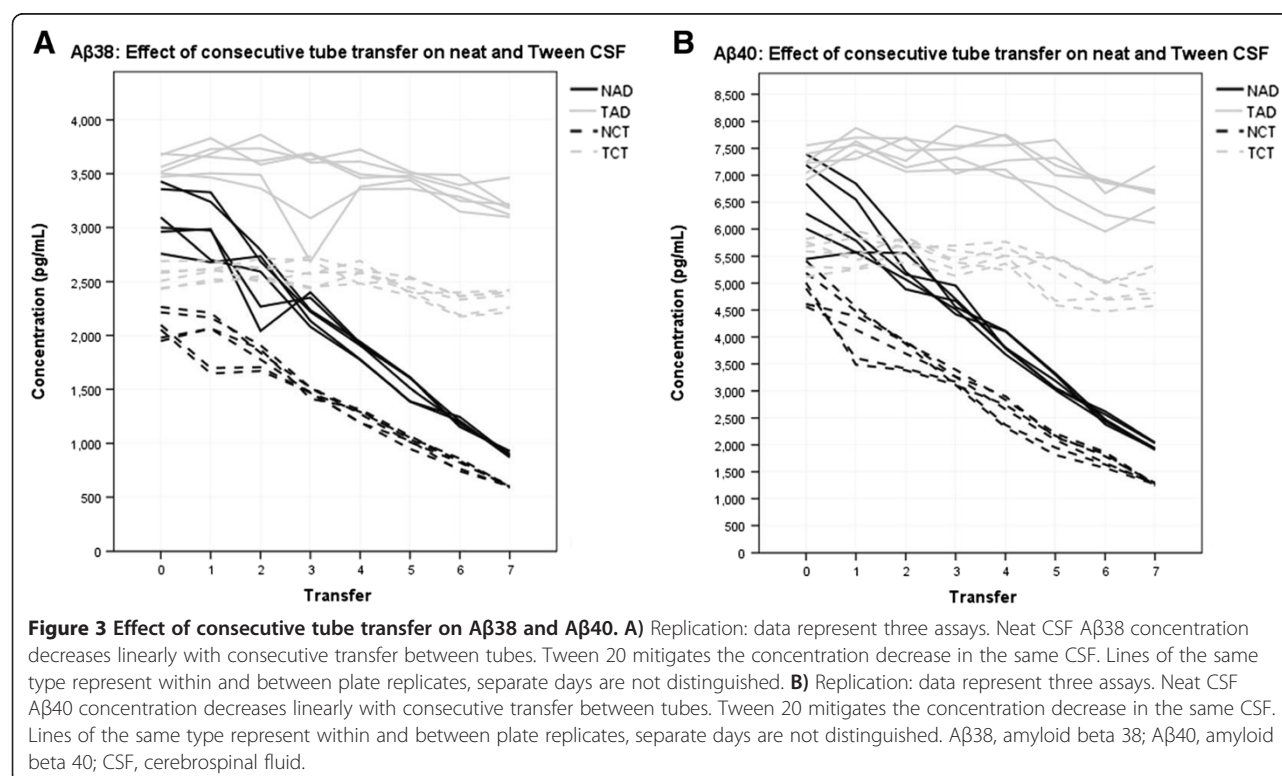 A
Aβ38: Effect of consecutive tube transfer on neat and Tween CSF
NAD
TAD
NCT
TCT
4,000
3,500
3,000
2,500
2,000
1,500
1,000
500
0
Concentration (pg/mL)
0 1 2 3 4 5 6 7
Transfer
B
Aβ40: Effect of consecutive tube transfer on neat and Tween CSF
NAD
TAD
NCT
TCT
8,500
8,000
7,500
7,000
6,500
6,000
5,500
5,000
4,500
4,000
3,500
3,000
2,500
2,000
1,500
1,000
500
0
Concentration (pg/mL)
0 1 2 3 4 5 6 7
Transfer
Figure 3 Effect of consecutive tube transfer on Aβ38 and Aβ40. A) Replication: data represent three assays. Neat CSF Aβ38 concentration
decreases linearly with consecutive transfer between tubes. Tween 20 mitigates the concentration decrease in the same CSF. Lines of the same
type represent within and between plate replicates, separate days are not distinguished. B) Replication: data represent three assays. Neat CSF
Aβ40 concentration decreases linearly with consecutive transfer between tubes. Tween 20 mitigates the concentration decrease in the same CSF.
Lines of the same type represent within and between plate replicates, separate days are not distinguished. Aβ38, amyloid beta 38; Aβ40, amyloid
beta 40; CSF, cerebrospinal fluid.